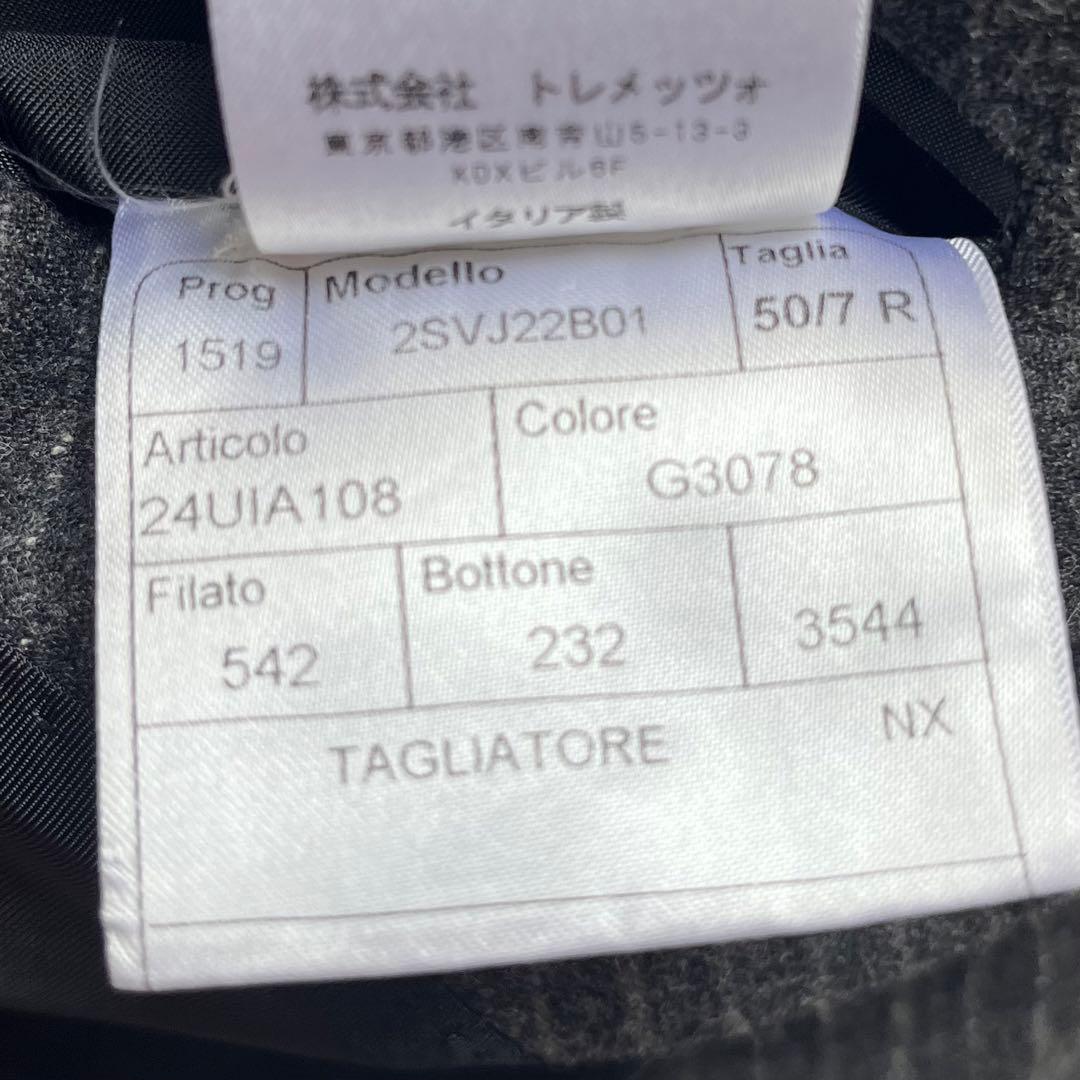 株式会社 トレメッツォ
東京都港区南青山5-13-3
KDXビル6F
イタリア製
Prog Modello Taglia
1519 2SVJ22B01 50/7 R
Articolo Colore
24UIA108 G3078
Filato Bottone
542 232 3544
TAGLIATORE NX